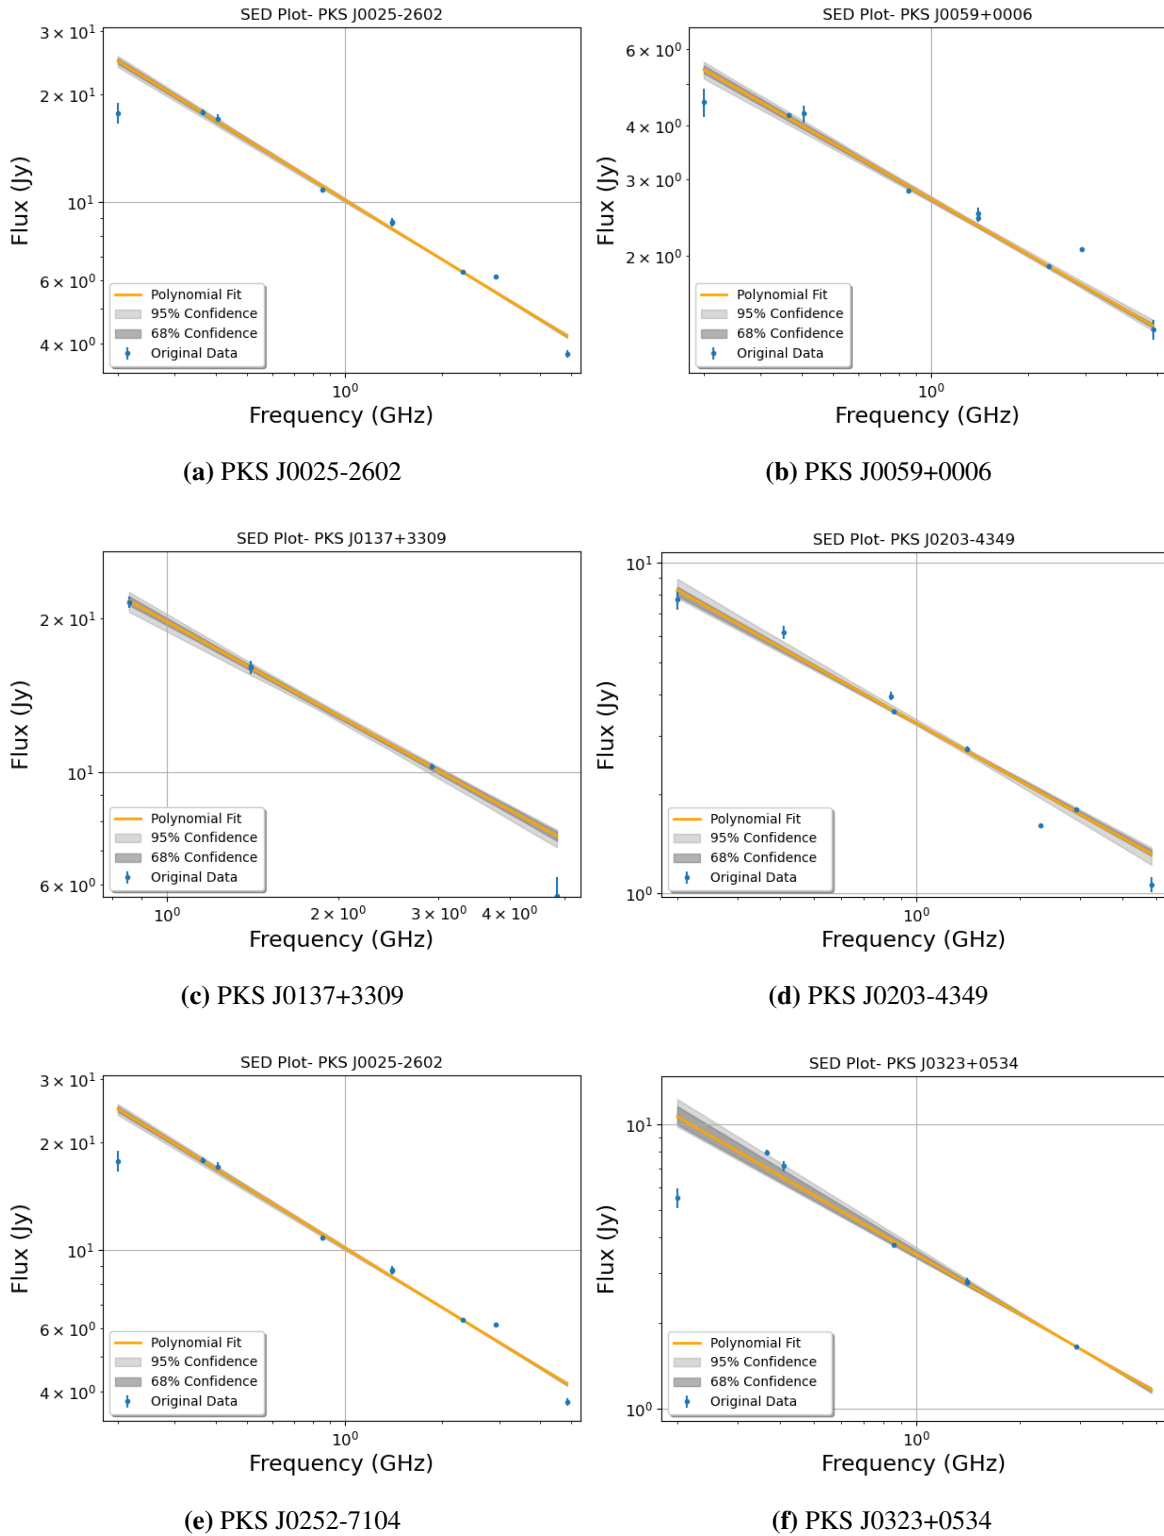 SED Plot- PKS J0025-2602
3 × 10¹
2 × 10¹
10¹
6 × 10⁰
4 × 10⁰
Flux (Jy)
Polynomial Fit
95% Confidence
68% Confidence
Original Data
10⁰
Frequency (GHz)
(a) PKS J0025-2602
SED Plot- PKS J0059+0006
6 × 10⁰
4 × 10⁰
3 × 10⁰
2 × 10⁰
Flux (Jy)
Polynomial Fit
95% Confidence
68% Confidence
Original Data
10⁰
Frequency (GHz)
(b) PKS J0059+0006
SED Plot- PKS J0137+3309
2 × 10¹
10¹
6 × 10⁰
Flux (Jy)
Polynomial Fit
95% Confidence
68% Confidence
Original Data
10⁰ 2 × 10⁰ 3 × 10⁰ 4 × 10⁰
Frequency (GHz)
(c) PKS J0137+3309
SED Plot- PKS J0203-4349
10¹
10⁰
Flux (Jy)
Polynomial Fit
95% Confidence
68% Confidence
Original Data
10⁰
Frequency (GHz)
(d) PKS J0203-4349
SED Plot- PKS J0025-2602
3 × 10¹
2 × 10¹
10¹
6 × 10⁰
4 × 10⁰
Flux (Jy)
Polynomial Fit
95% Confidence
68% Confidence
Original Data
10⁰
Frequency (GHz)
(e) PKS J0252-7104
SED Plot- PKS J0323+0534
10¹
10⁰
Flux (Jy)
Polynomial Fit
95% Confidence
68% Confidence
Original Data
10⁰
Frequency (GHz)
(f) PKS J0323+0534